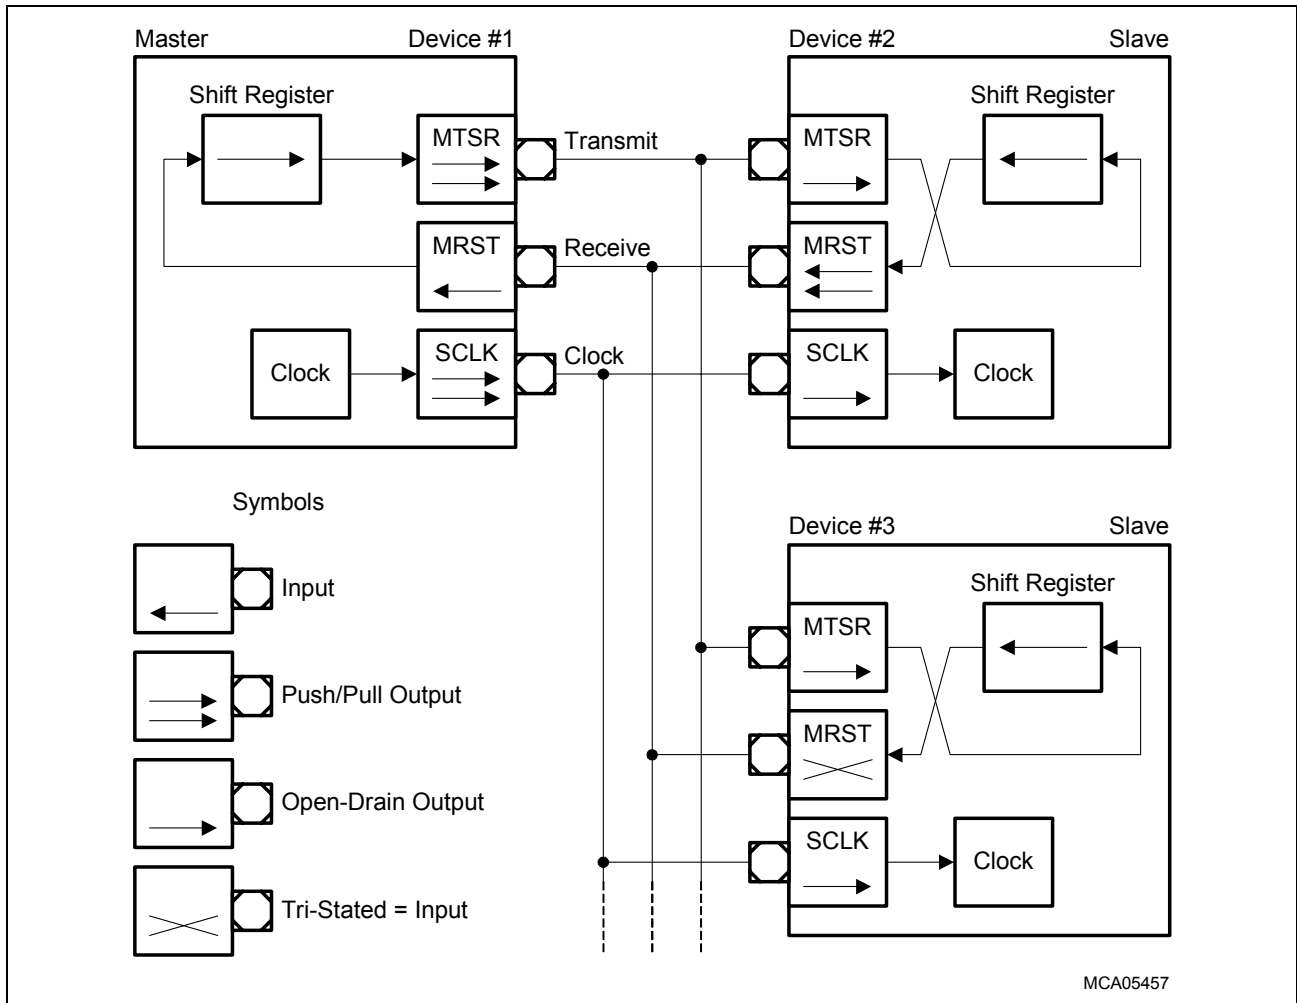 Master Device #1
Shift Register
MTSR
Transmit
MRST
Receive
Clock
SCLK
Clock
Device #2 Slave
MTSR
Shift Register
MRST
SCLK
Clock
Symbols
Input
Push/Pull Output
Open-Drain Output
Tri-Stated = Input
Device #3 Slave
MTSR
Shift Register
MRST
SCLK
Clock
MCA05457